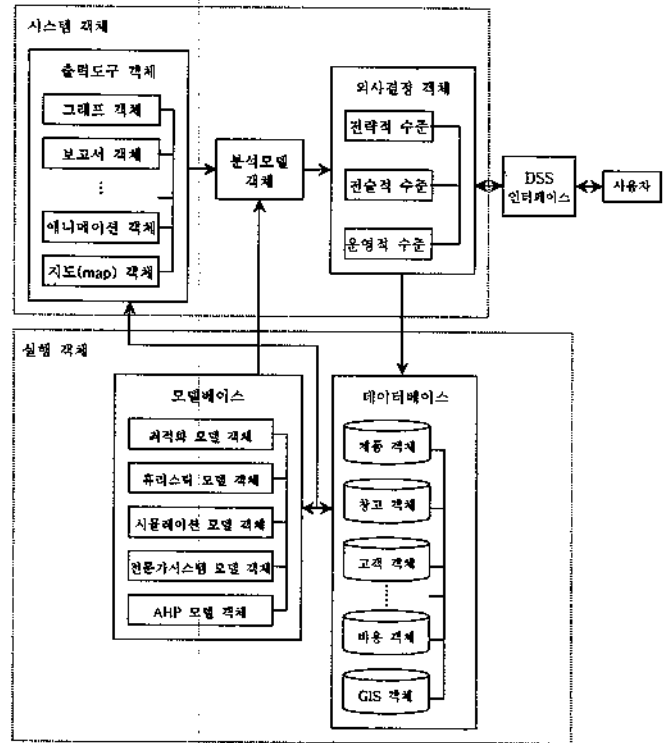 시스템 객체
출력도구 객체
그래프 객체
보고서 객체
⋮
애니메이션 객체
지도(map) 객체
분석모델
객체
의사결정 객체
전략적 수준
전술적 수준
운영적 수준
DSS
인터페이스
사용자
실행 객체
모델베이스
최적화 모델 객체
휴리스틱 모델 객체
시뮬레이션 모델 객체
전문가시스템 모델 객체
AHP 모델 객체
데이터베이스
제품 객체
창고 객체
고객 객체
비용 객체
GIS 객체